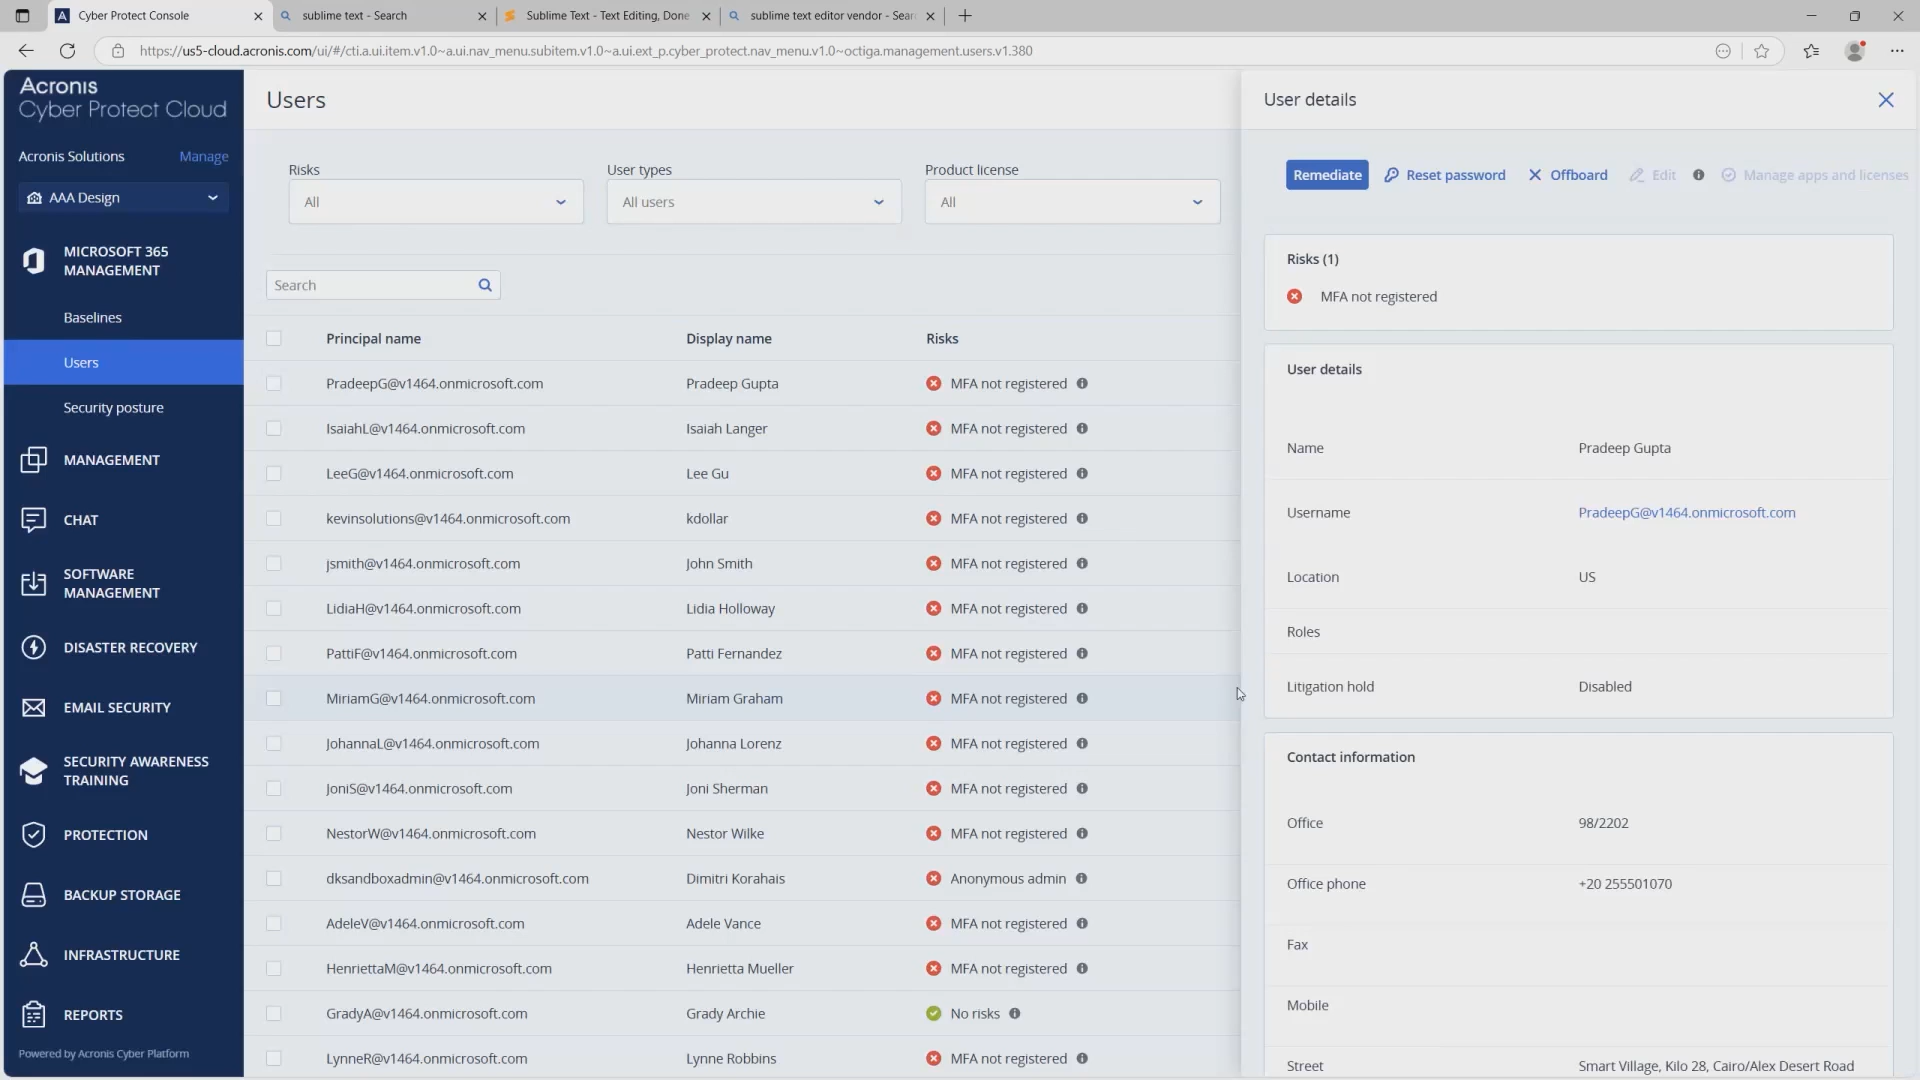 Cyber Protect Console
sublime text - Search
Sublime Text - Text Editing, Done
sublime text editor vendor - Sear
https://us5-cloud.acronis.com/ui/#/cti.a.ui.item.v1.0~a.ui.nav_menu.subitem.v1.0~a.ui.ext_p.cyber_protect.nav_menu.v1.0~octiga.management.users.v1.380
Acronis
Cyber Protect Cloud
Acronis Solutions
Manage
AAA Design
MICROSOFT 365
MANAGEMENT
Baselines
Users
Security posture
MANAGEMENT
CHAT
SOFTWARE
MANAGEMENT
DISASTER RECOVERY
EMAIL SECURITY
SECURITY AWARENESS
TRAINING
PROTECTION
BACKUP STORAGE
INFRASTRUCTURE
REPORTS
Powered by Acronis Cyber Platform
Users
Risks
User types
Product license
All
All users
All
Search
Principal name Display name Risks
PradeepG@v1464.onmicrosoft.com Pradeep Gupta MFA not registered
IsaiahL@v1464.onmicrosoft.com Isaiah Langer MFA not registered
LeeG@v1464.onmicrosoft.com Lee Gu MFA not registered
kevinsolutions@v1464.onmicrosoft.com kdollar MFA not registered
jsmith@v1464.onmicrosoft.com John Smith MFA not registered
LidiaH@v1464.onmicrosoft.com Lidia Holloway MFA not registered
PattiF@v1464.onmicrosoft.com Patti Fernandez MFA not registered
MiriamG@v1464.onmicrosoft.com Miriam Graham MFA not registered
JohannaL@v1464.onmicrosoft.com Johanna Lorenz MFA not registered
JoniS@v1464.onmicrosoft.com Joni Sherman MFA not registered
NestorW@v1464.onmicrosoft.com Nestor Wilke MFA not registered
dksandboxadmin@v1464.onmicrosoft.com Dimitri Korahais Anonymous admin
AdeleV@v1464.onmicrosoft.com Adele Vance MFA not registered
HenriettaM@v1464.onmicrosoft.com Henrietta Mueller MFA not registered
GradyA@v1464.onmicrosoft.com Grady Archie No risks
LynneR@v1464.onmicrosoft.com Lynne Robbins MFA not registered
User details
Remediate Reset password Offboard Edit Manage apps and licenses
Risks (1)
MFA not registered
User details
Name Pradeep Gupta
Username PradeepG@v1464.onmicrosoft.com
Location US
Roles
Litigation hold Disabled
Contact information
Office 98/2202
Office phone +20 255501070
Fax
Mobile
Street Smart Village, Kilo 28, Cairo/Alex Desert Road